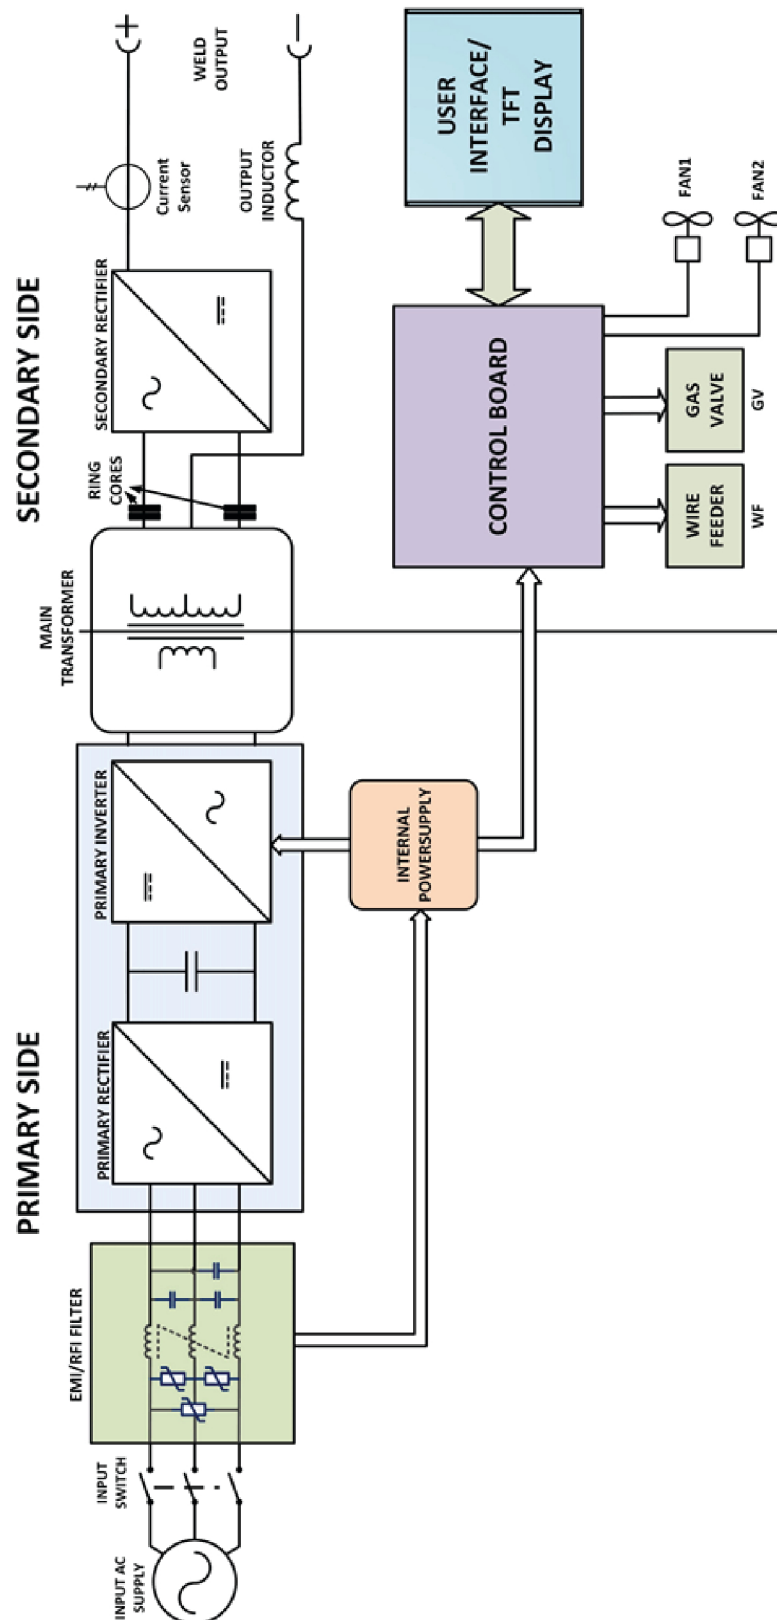 PRIMARY SIDE
SECONDARY SIDE
INPUT AC
SUPPLY
INPUT
SWITCH
EMI/RFI FILTER
PRIMARY RECTIFIER
PRIMARY INVERTER
MAIN
TRANSFORMER
RING
CORES
SECONDARY RECTIFIER
Current
Sensor
+
WELD
OUTPUT
−
OUTPUT
INDUCTOR
INTERNAL
POWERSUPPLY
CONTROL BOARD
USER
INTERFACE/
TFT
DISPLAY
WIRE
FEEDER
WF
GAS
VALVE
GV
FAN1
FAN2